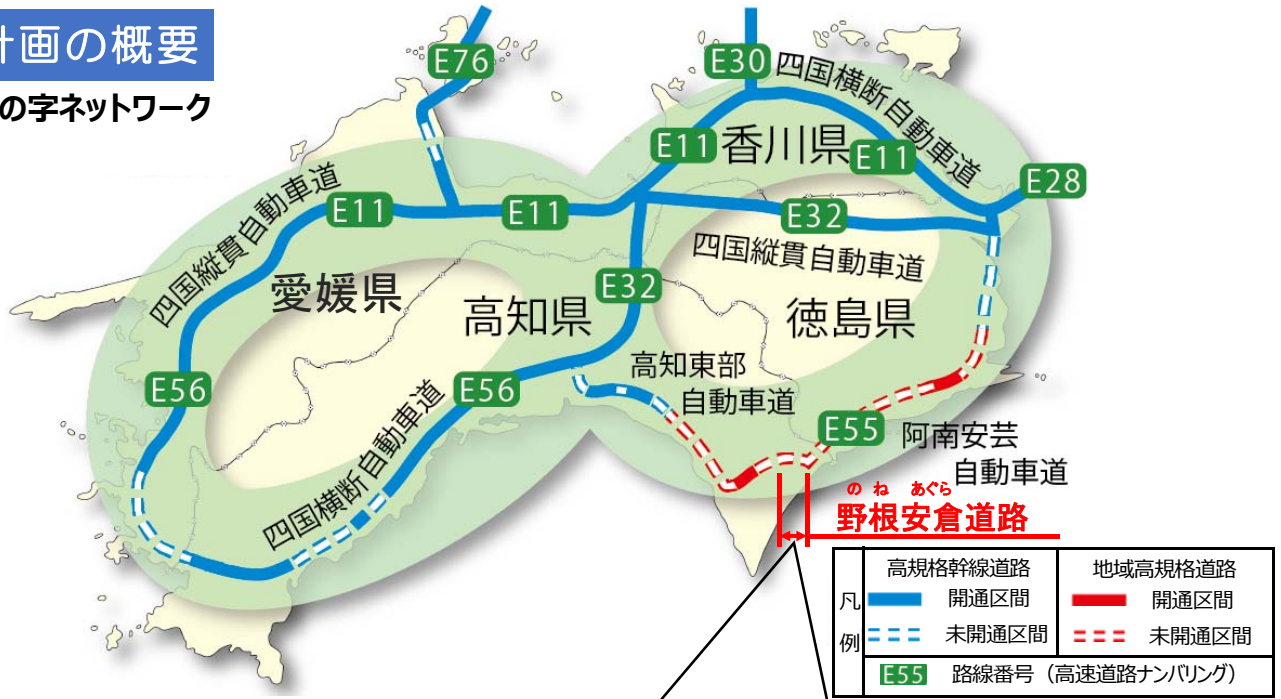 計画の概要
の字ネットワーク
E76
E30
四国横断自動車道
E11
香川県
E11
E28
四国縦貫自動車道
E11
E11
E32
四国縦貫自動車道
愛媛県
高知県
E32
徳島県
高知東部
自動車道
E56
E56
E55
阿南安芸
自動車道
四国横断自動車道
のね あぐら
野根安倉道路
凡例
高規格幹線道路
地域高規格道路
開通区間
開通区間
未開通区間
未開通区間
E55 路線番号（高速道路ナンバリング）